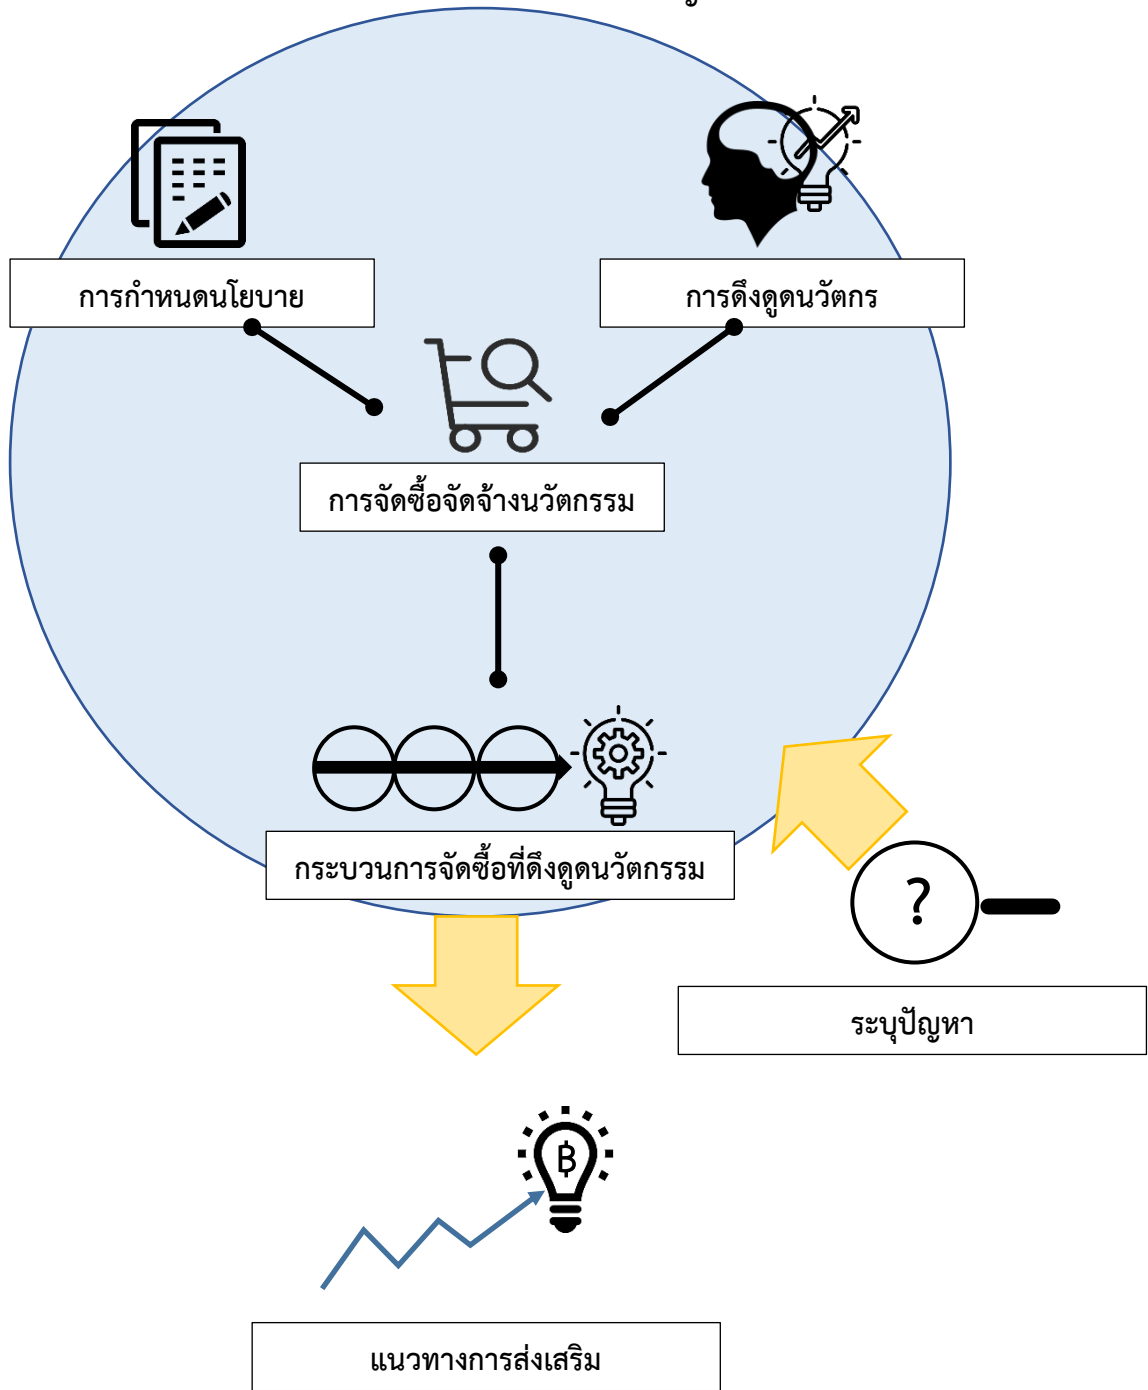 การกำหนดนโยบาย
การดึงดูดนวัตกร
การจัดซื้อจัดจ้างนวัตกรรม
กระบวนการจัดซื้อที่ดึงดูดนวัตกรรม
?
ระบุปัญหา
฿
แนวทางการส่งเสริม